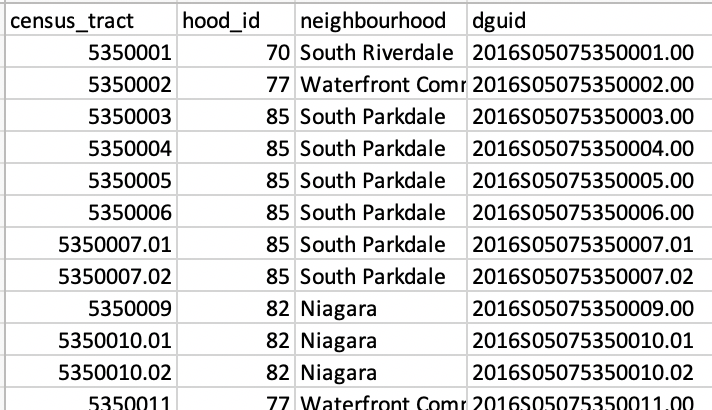 census_tract hood_id neighbourhood dguid
5350001 70 South Riverdale 2016S05075350001.00
5350002 77 Waterfront Comm 2016S05075350002.00
5350003 85 South Parkdale 2016S05075350003.00
5350004 85 South Parkdale 2016S05075350004.00
5350005 85 South Parkdale 2016S05075350005.00
5350006 85 South Parkdale 2016S05075350006.00
5350007.01 85 South Parkdale 2016S05075350007.01
5350007.02 85 South Parkdale 2016S05075350007.02
5350009 82 Niagara 2016S05075350009.00
5350010.01 82 Niagara 2016S05075350010.01
5350010.02 82 Niagara 2016S05075350010.02
5350011 77 Waterfront Comm 2016S05075350011.00